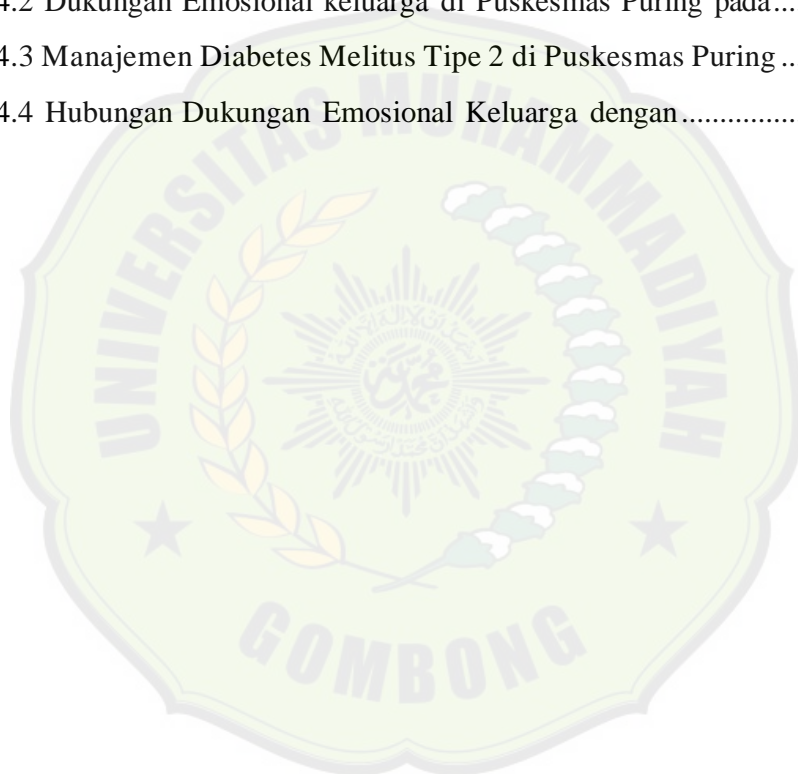 4.2 Dukungan Emosional keluarga di Puskesmas Puring pada...
4.3 Manajemen Diabetes Melitus Tipe 2 di Puskesmas Puring ..
4.4 Hubungan Dukungan Emosional Keluarga dengan...............
UNIVERSITAS MUHAMMADIYAH
GOMBONG